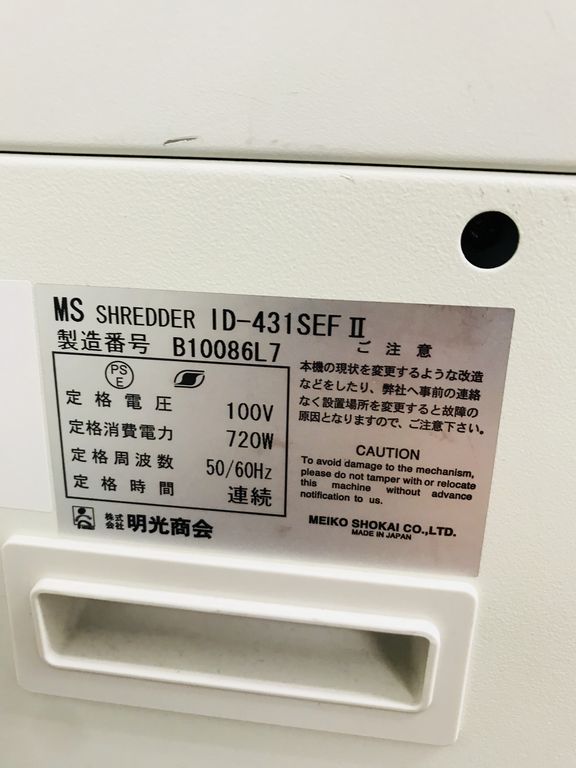 MS SHREDDER ID-431SEFⅡ
製造番号 B10086L7
PS
E
定格電圧 100V
定格消費電力 720W
定格周波数 50/60Hz
定格時間 連続
株式会社 明光商会
ご注意
本機の現状を変更するような改造
などをしたり、弊社へ事前の連絡
なく設置場所を変更すると故障の
原因となりますので、ご注意下さい。
CAUTION
To avoid damage to the mechanism,
please do not tamper with or relocate
this machine without advance
notification to us.
MEIKO SHOKAI CO.,LTD.
MADE IN JAPAN